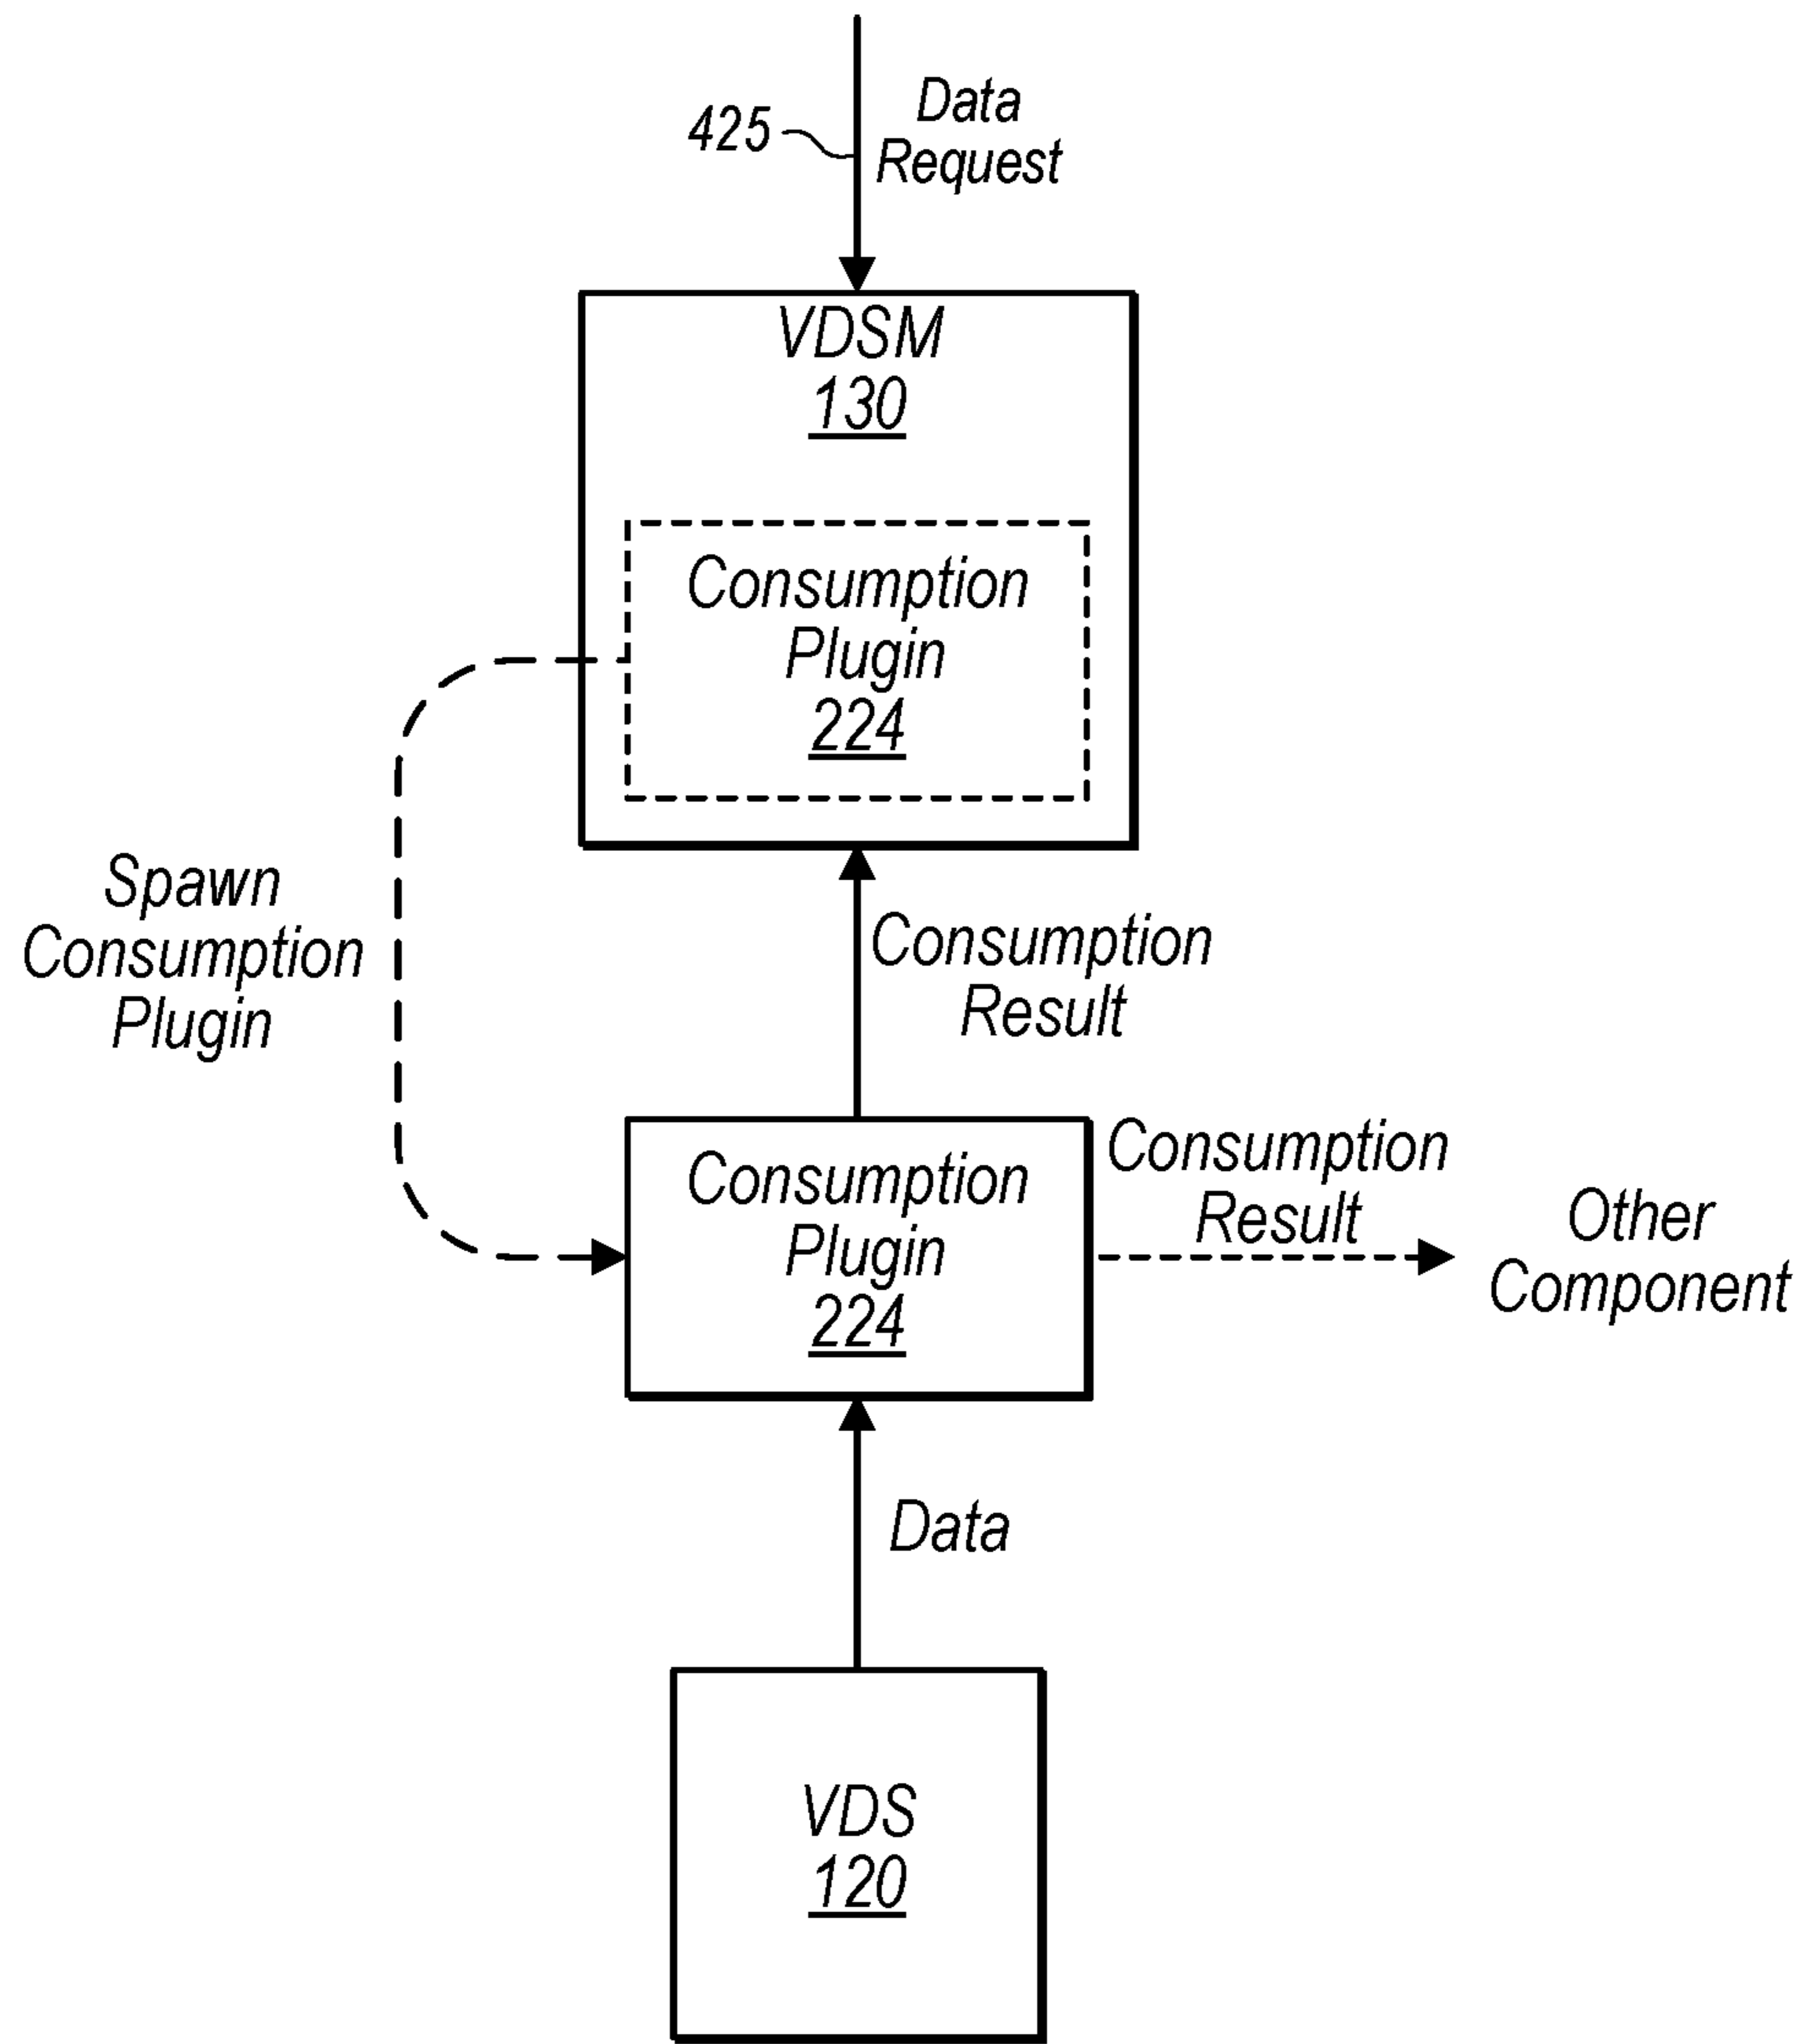 425
Data
Request
VDSM
130
Consumption
Plugin
224
Spawn
Consumption
Plugin
Consumption
Result
Consumption
Plugin
224
Consumption
Result
Other
Component
Data
VDS
120